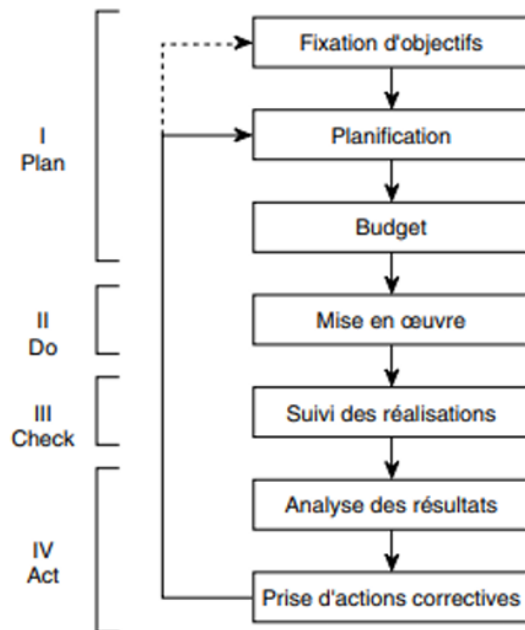 Fixation d'objectifs
I
Plan
Planification
Budget
II
Do
Mise en œuvre
III
Check
Suivi des réalisations
Analyse des résultats
IV
Act
Prise d'actions correctives